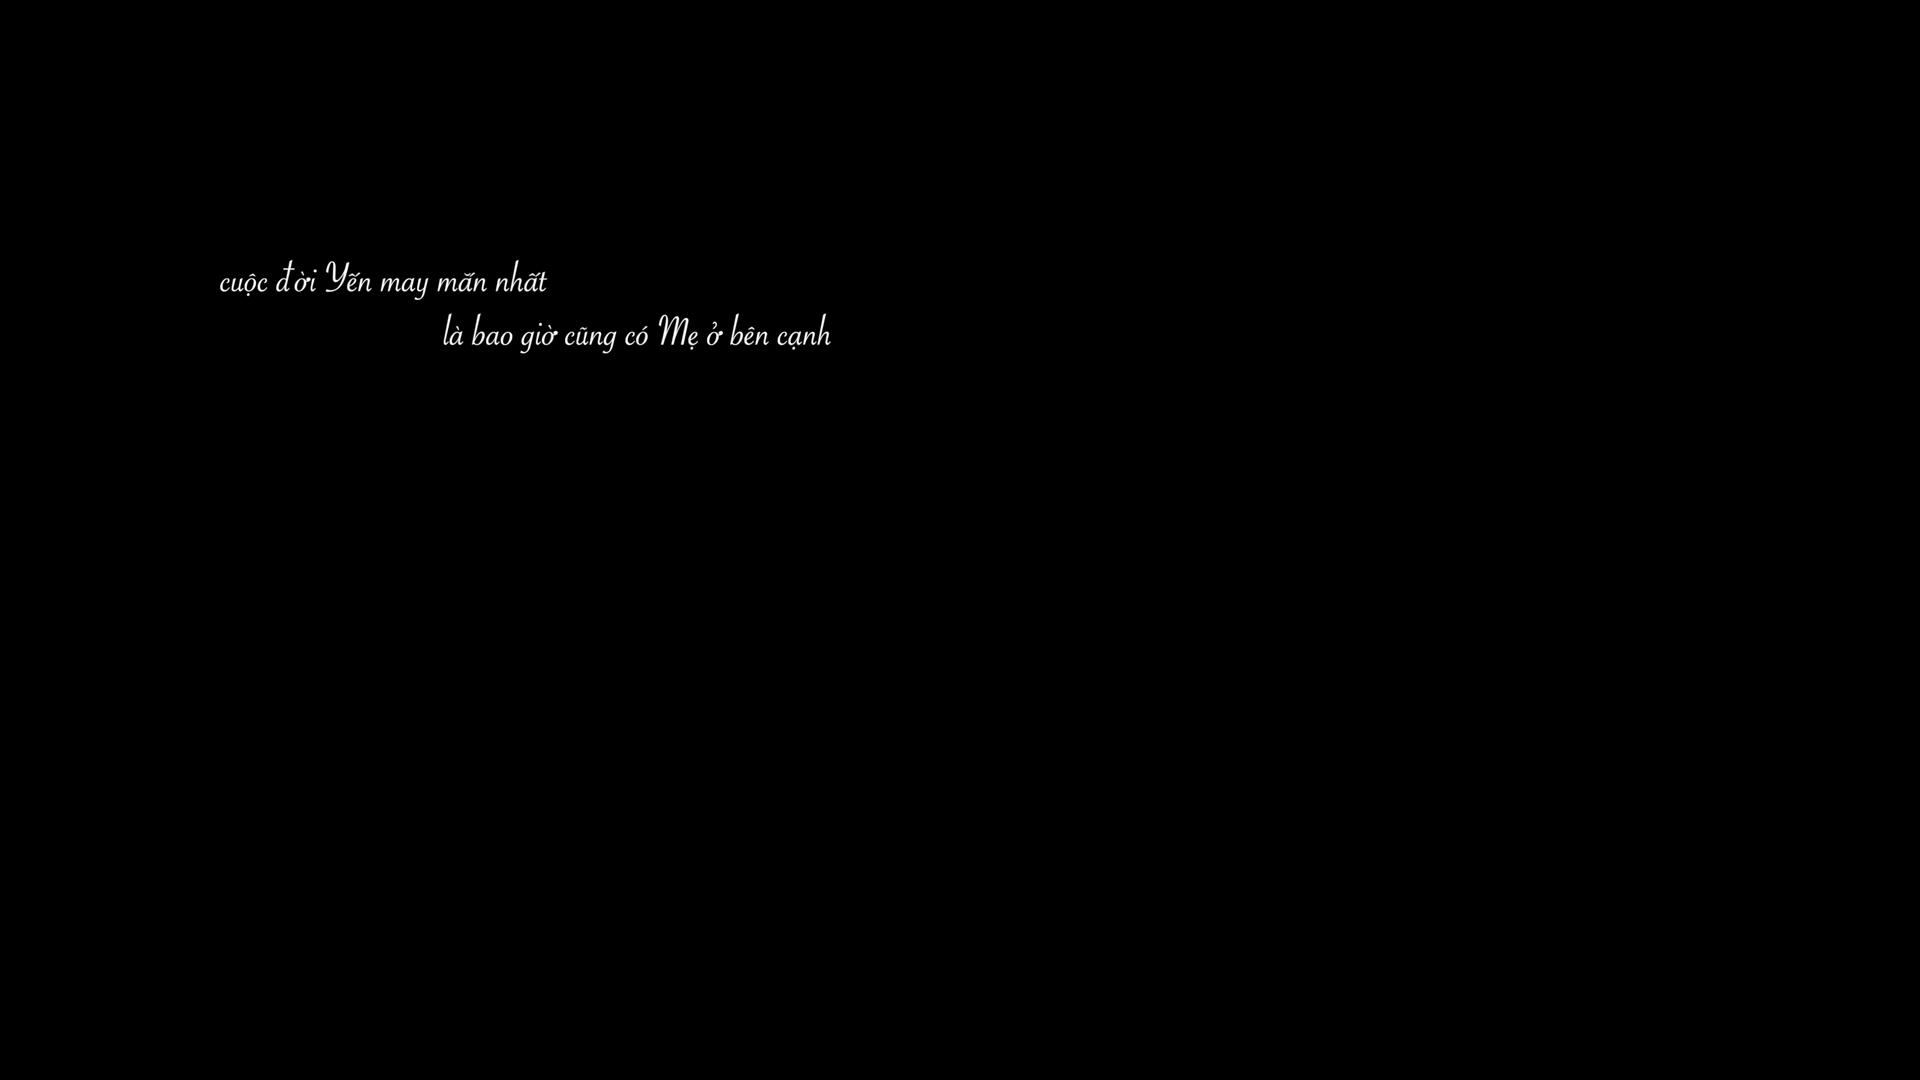 cuộc đời Yến may mắn nhất
là bao giờ cũng có Mẹ ở bên cạnh